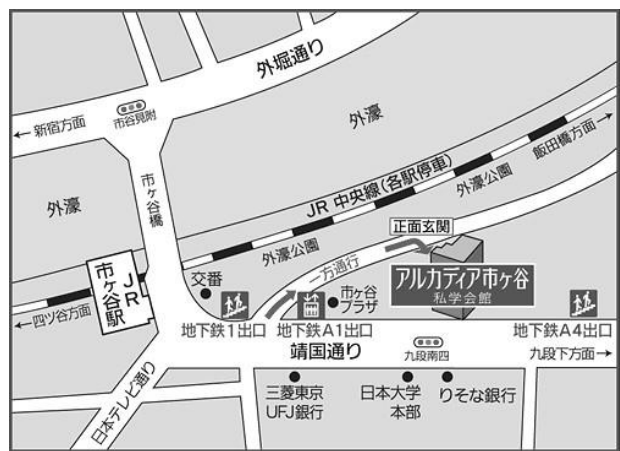 外堀通り
← 新宿方面
市谷見附
外濠
飯田橋方面 →
外濠
市ヶ谷橋
JR 中央線(各駅停車)
外濠公園
外濠公園
正面玄関
一方通行
アルカディア市ヶ谷
私学会館
JR
市ヶ谷駅
交番
市ヶ谷
プラザ
← 四ツ谷方面
地下鉄1出口
地下鉄A1出口
地下鉄A4出口
靖国通り
九段南四
九段下方面 →
日本テレビ通り
三菱東京
UFJ銀行
日本大学
本部
りそな銀行